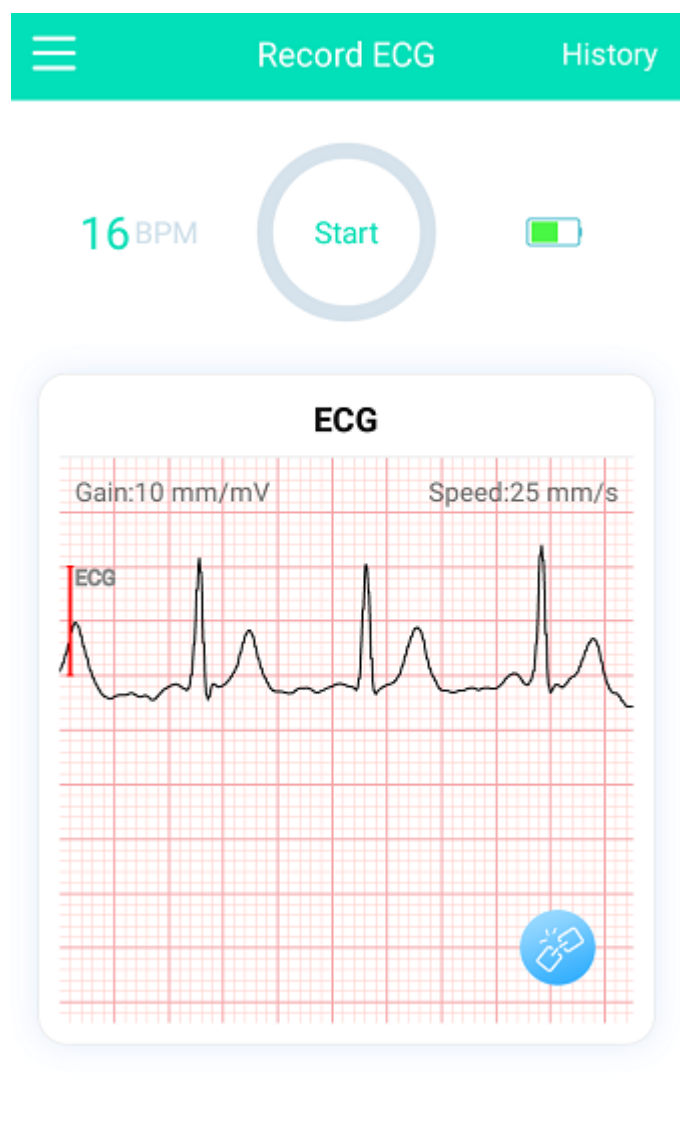 Record ECG History
16 BPM Start
ECG
Gain:10 mm/mV Speed:25 mm/s
ECG